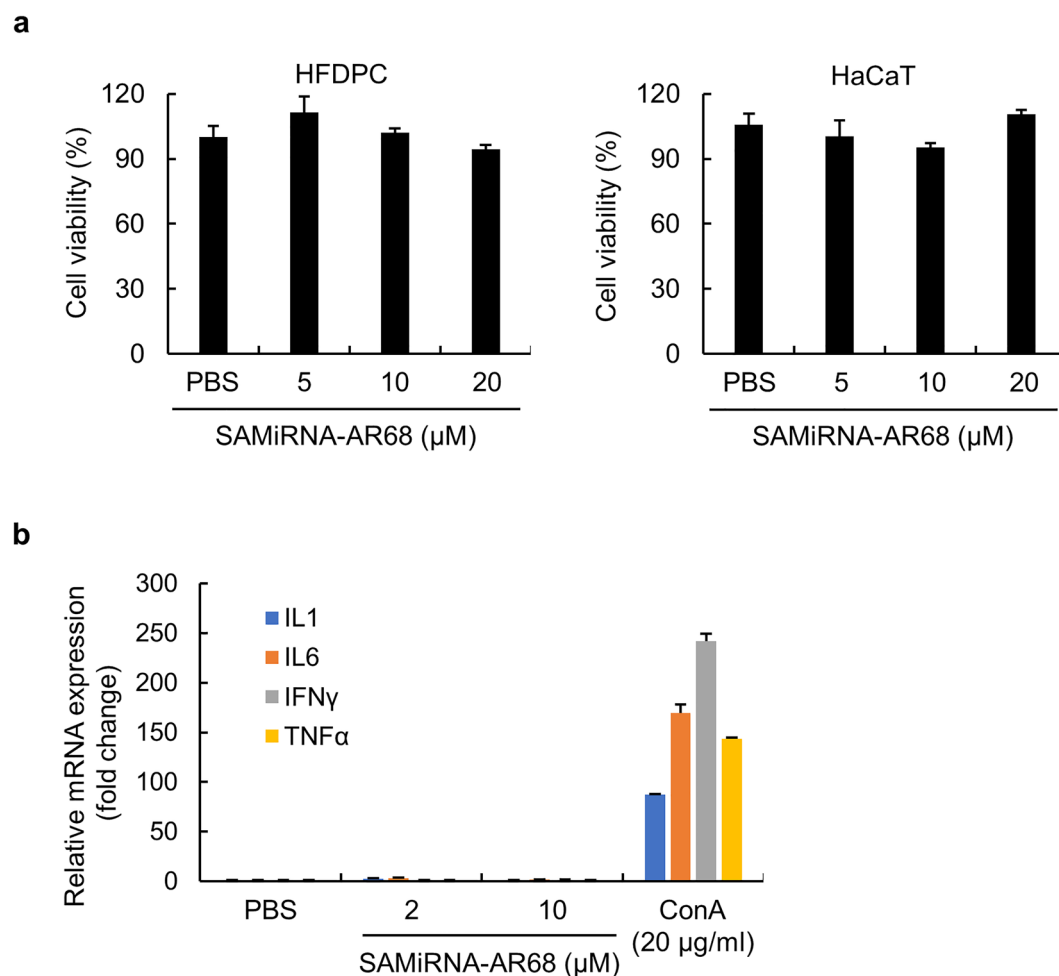 a
HFDPC
Cell viability (%)
120
90
60
30
0
PBS 5 10 20
SAMiRNA-AR68 (µM)
HaCaT
Cell viability (%)
120
90
60
30
0
PBS 5 10 20
SAMiRNA-AR68 (µM)
b
Relative mRNA expression
(fold change)
300
250
200
150
100
50
0
IL1
IL6
IFNγ
TNFα
PBS 2 10 ConA
(20 µg/ml)
SAMiRNA-AR68 (µM)